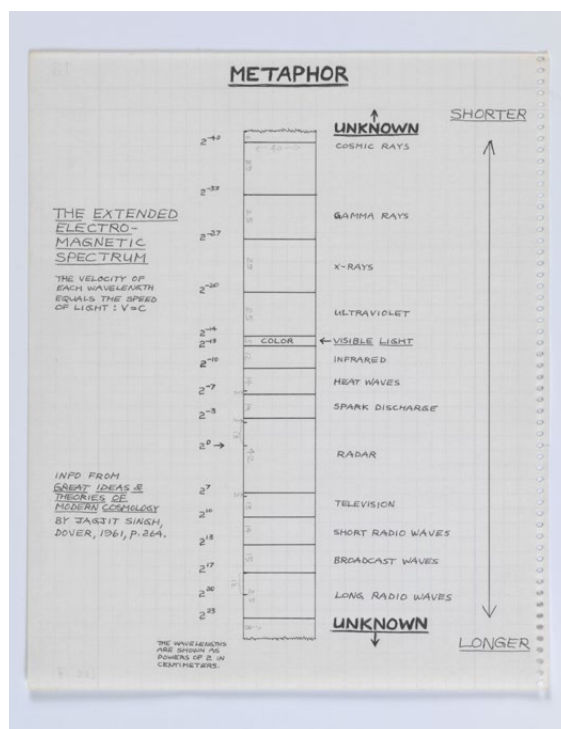 METAPHOR
SHORTER
UNKNOWN
2^-40
COSMIC RAYS
2^-32
GAMMA RAYS
THE EXTENDED
ELECTRO-
MAGNETIC
SPECTRUM
2^-27
X-RAYS
THE VELOCITY OF
EACH WAVELENGTH
EQUALS THE SPEED
OF LIGHT : V=C
2^-20
ULTRAVIOLET
2^-14
2^-13
COLOR
←VISIBLE LIGHT
INFRARED
2^-10
HEAT WAVES
2^-7
SPARK DISCHARGE
2^-3
2^0 →
RADAR
INFO FROM
GREAT IDEAS &
THEORIES OF
MODERN COSMOLOGY
BY JAGJIT SINGH,
DOVER, 1961, P. 264.
2^7
TELEVISION
2^10
SHORT RADIO WAVES
2^13
BROADCAST WAVES
2^17
LONG RADIO WAVES
2^20
2^23
UNKNOWN
LONGER
THE WAVELENGTHS
ARE SHOWN AS
POWERS OF 2 IN
CENTIMETERS.